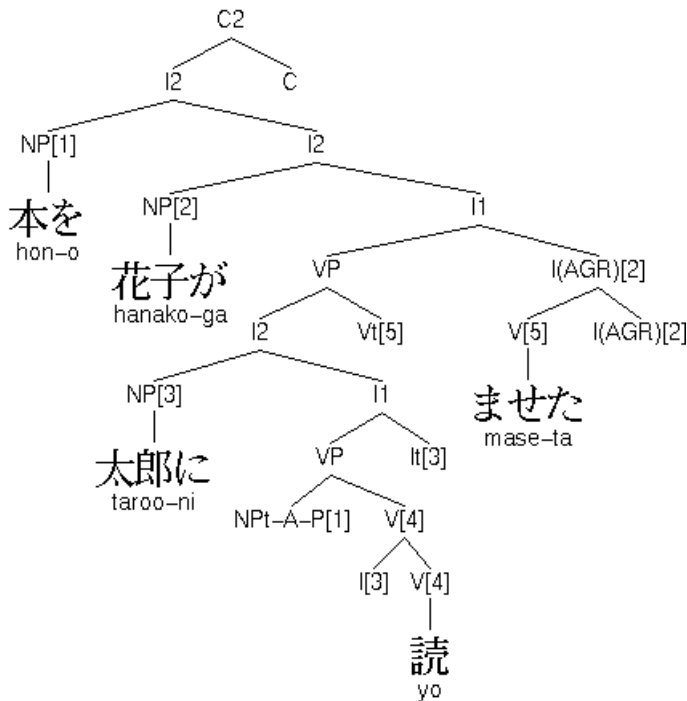 C2
I2 C
NP[1] I2
本を
hon-o
NP[2] I1
花子が
hanako-ga
VP I(AGR)[2]
I2 Vt[5] V[5] I(AGR)[2]
NP[3] I1
ませた
mase-ta
太郎に
taroo-ni
VP It[3]
NPt-A-P[1] V[4]
I[3] V[4]
読
yo